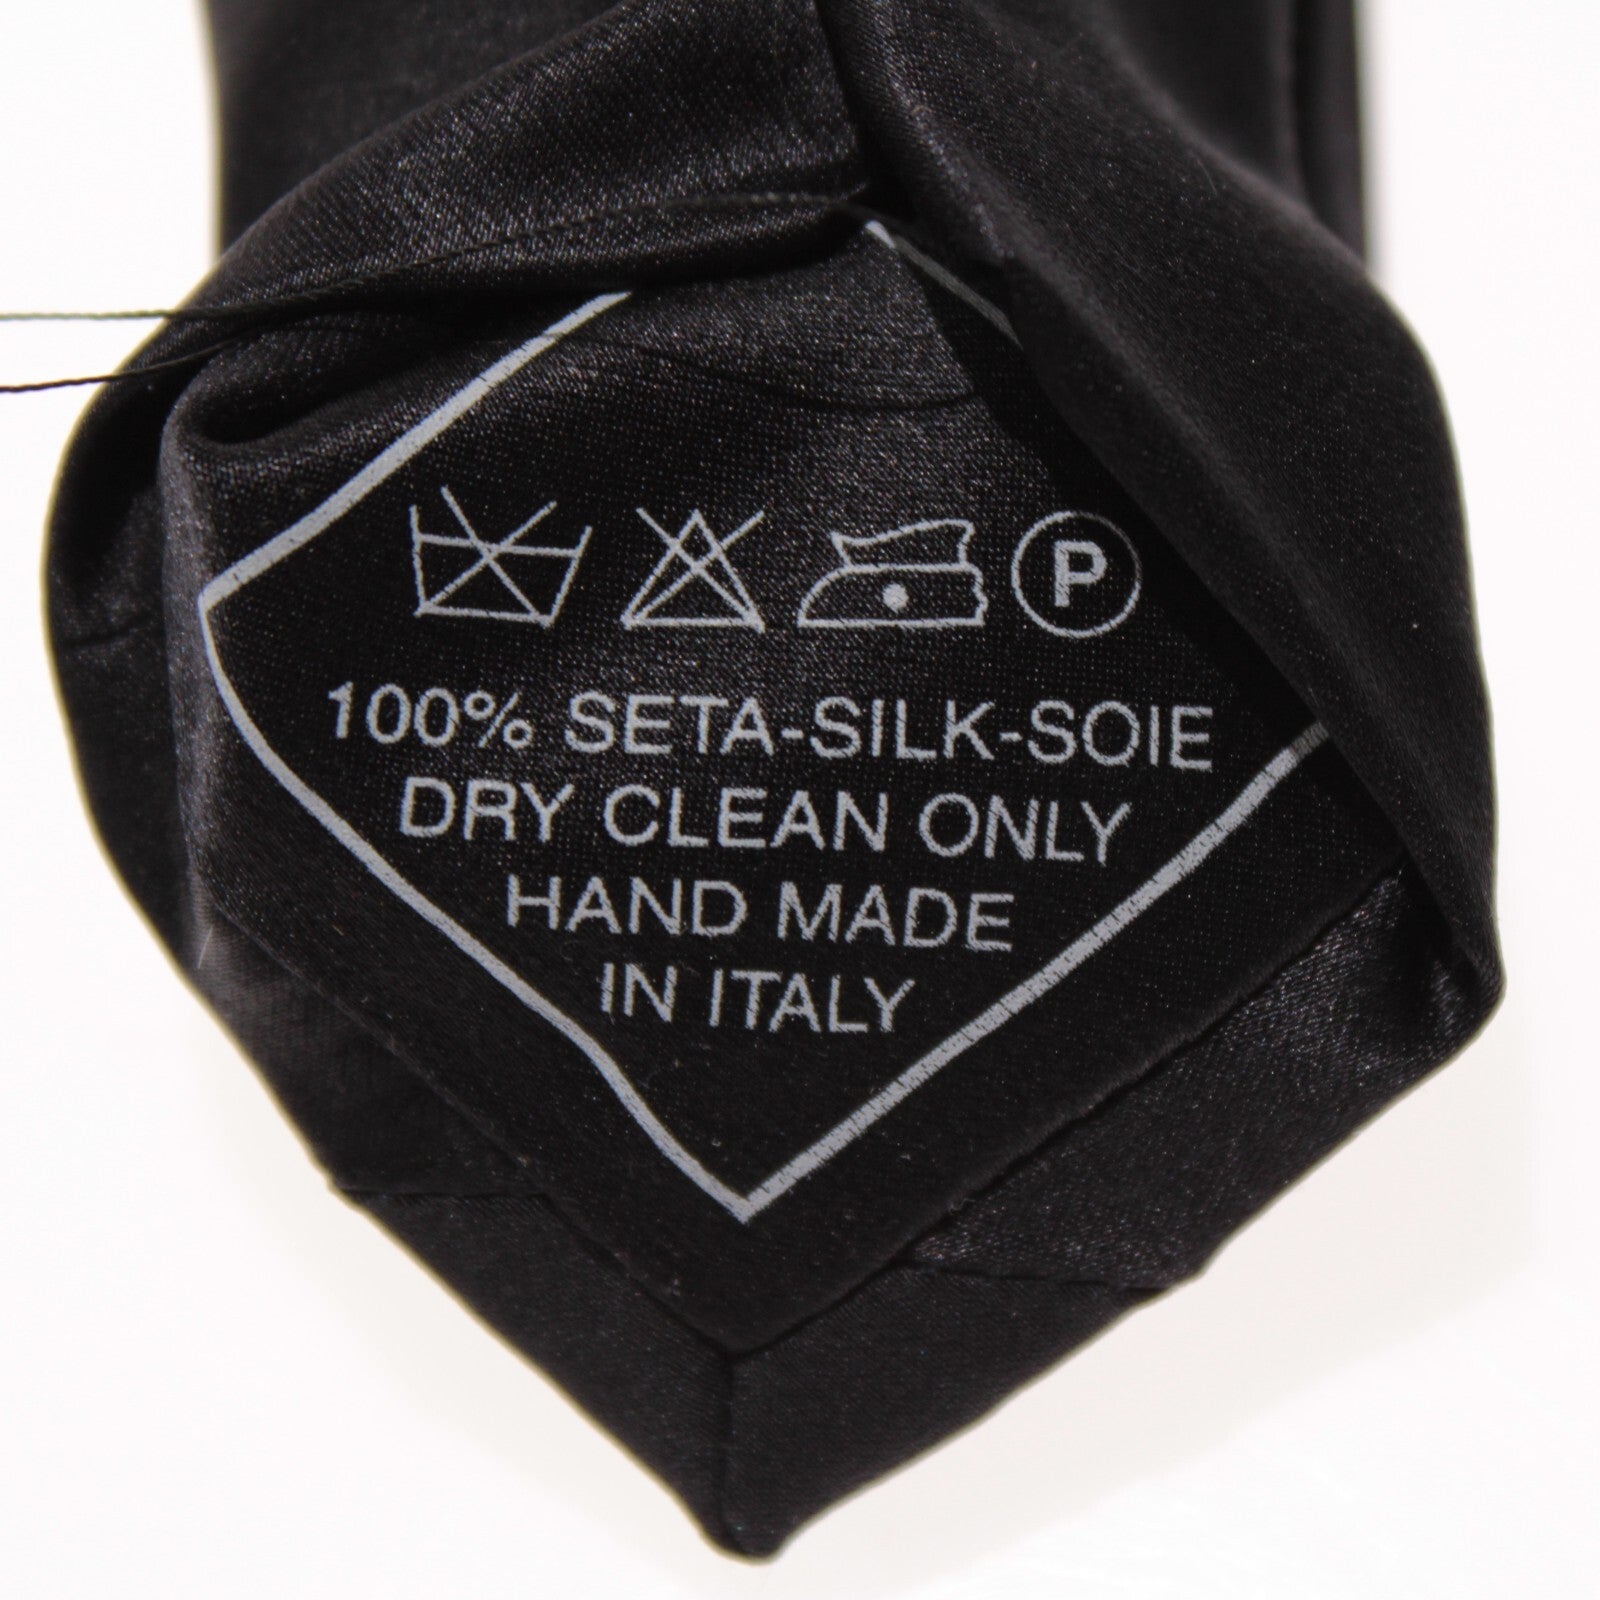 P
100% SETA-SILK-SOIE
DRY CLEAN ONLY
HAND MADE
IN ITALY